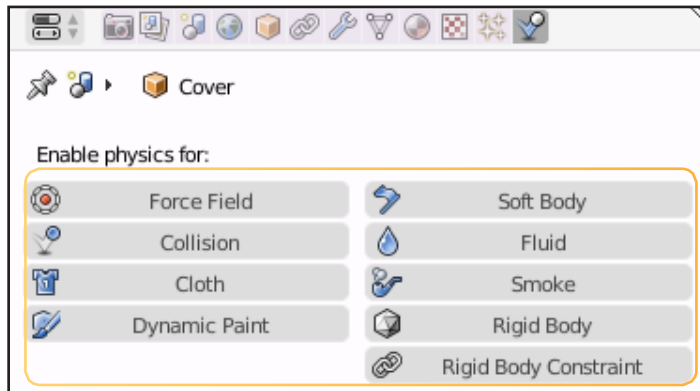 Cover
Enable physics for:
Force Field
Soft Body
Collision
Fluid
Cloth
Smoke
Dynamic Paint
Rigid Body
Rigid Body Constraint